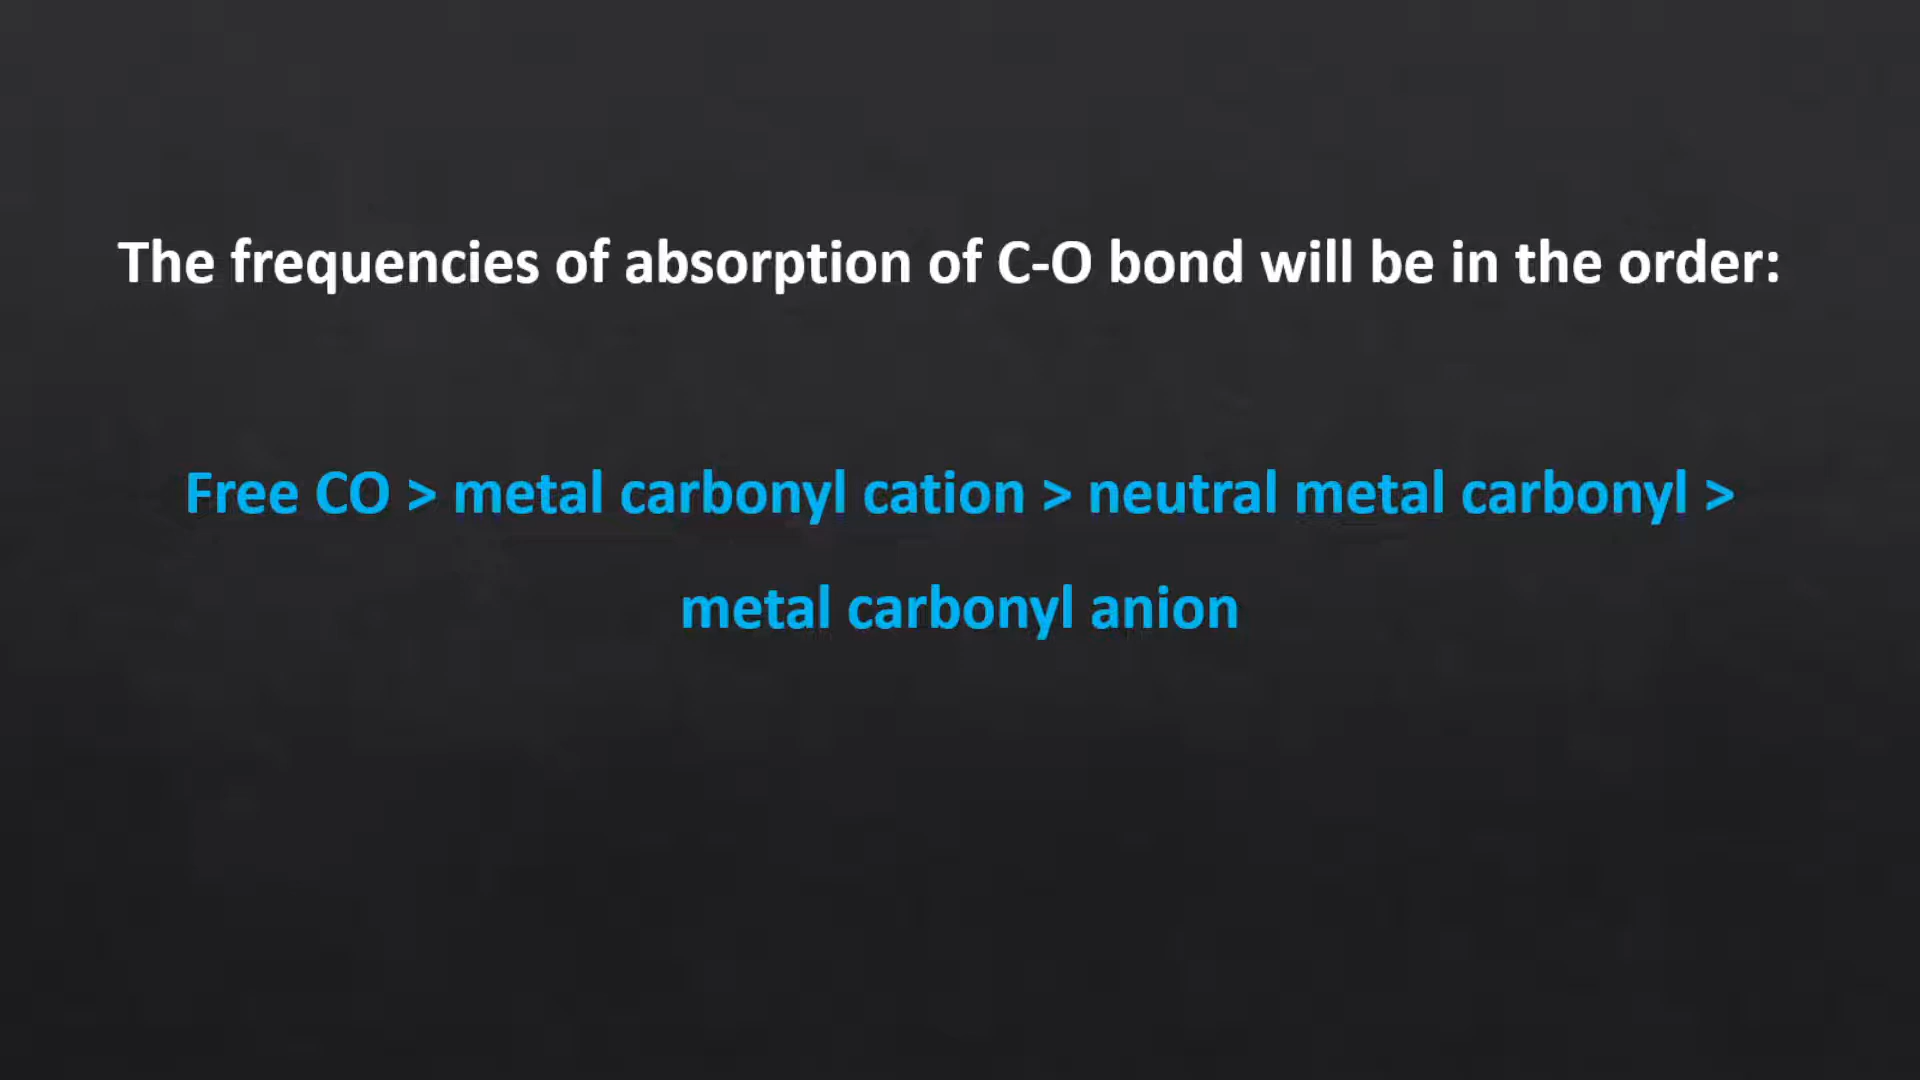 The frequencies of absorption of C-O bond will be in the order:
Free CO > metal carbonyl cation > neutral metal carbonyl >
metal carbonyl anion